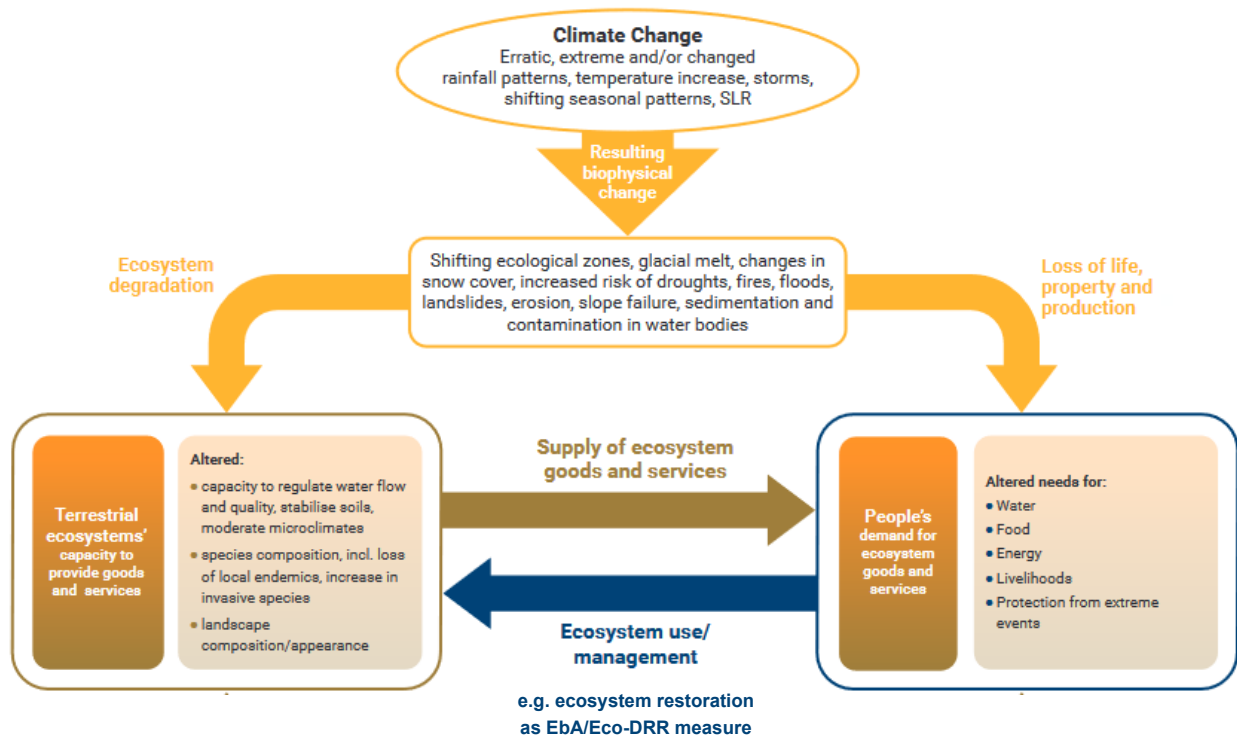 Climate Change
Erratic, extreme and/or changed
rainfall patterns, temperature increase, storms,
shifting seasonal patterns, SLR
Resulting
biophysical
change
Ecosystem
degradation
Shifting ecological zones, glacial melt, changes in
snow cover, increased risk of droughts, fires, floods,
landslides, erosion, slope failure, sedimentation and
contamination in water bodies
Loss of life,
property and
production
Terrestrial
ecosystems'
capacity to
provide goods
and services
Altered:
• capacity to regulate water flow
and quality, stabilise soils,
moderate microclimates
• species composition, incl. loss
of local endemics, increase in
invasive species
• landscape
composition/appearance
Supply of ecosystem
goods and services
Ecosystem use/
management
e.g. ecosystem restoration
as EbA/Eco-DRR measure
People's
demand for
ecosystem
goods and
services
Altered needs for:
• Water
• Food
• Energy
• Livelihoods
• Protection from extreme
events